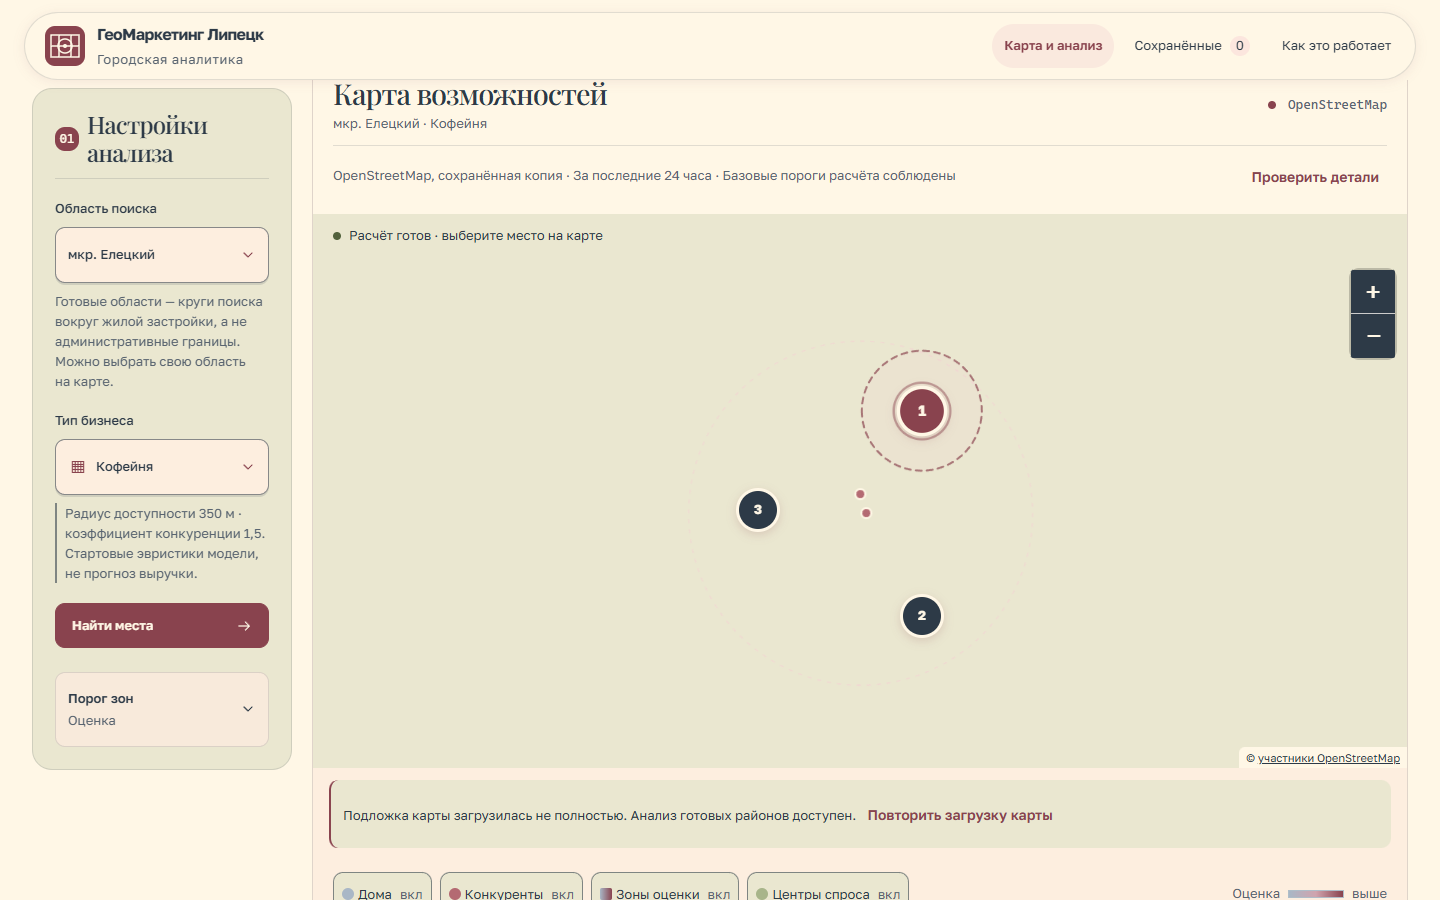 ГеоМаркетинг Липецк
Городская аналитика
Карта и анализ
Сохранённые 0
Как это работает
01
Настройки
анализа
Область поиска
мкр. Елецкий
Готовые области — круги поиска
вокруг жилой застройки, а не
административные границы.
Можно выбрать свою область
на карте.
Тип бизнеса
Кофейня
Радиус доступности 350 м ·
коэффициент конкуренции 1,5.
Стартовые эвристики модели,
не прогноз выручки.
Найти места →
Порог зон
Оценка
Карта возможностей
мкр. Елецкий · Кофейня
OpenStreetMap
OpenStreetMap, сохранённая копия · За последние 24 часа · Базовые пороги расчёта соблюдены
Проверить детали
Расчёт готов · выберите место на карте
+
−
1
3
2
© участники OpenStreetMap
Подложка карты загрузилась не полностью. Анализ готовых районов доступен. Повторить загрузку карты
Дома вкл
Конкуренты вкл
Зоны оценки вкл
Центры спроса вкл
Оценка выше